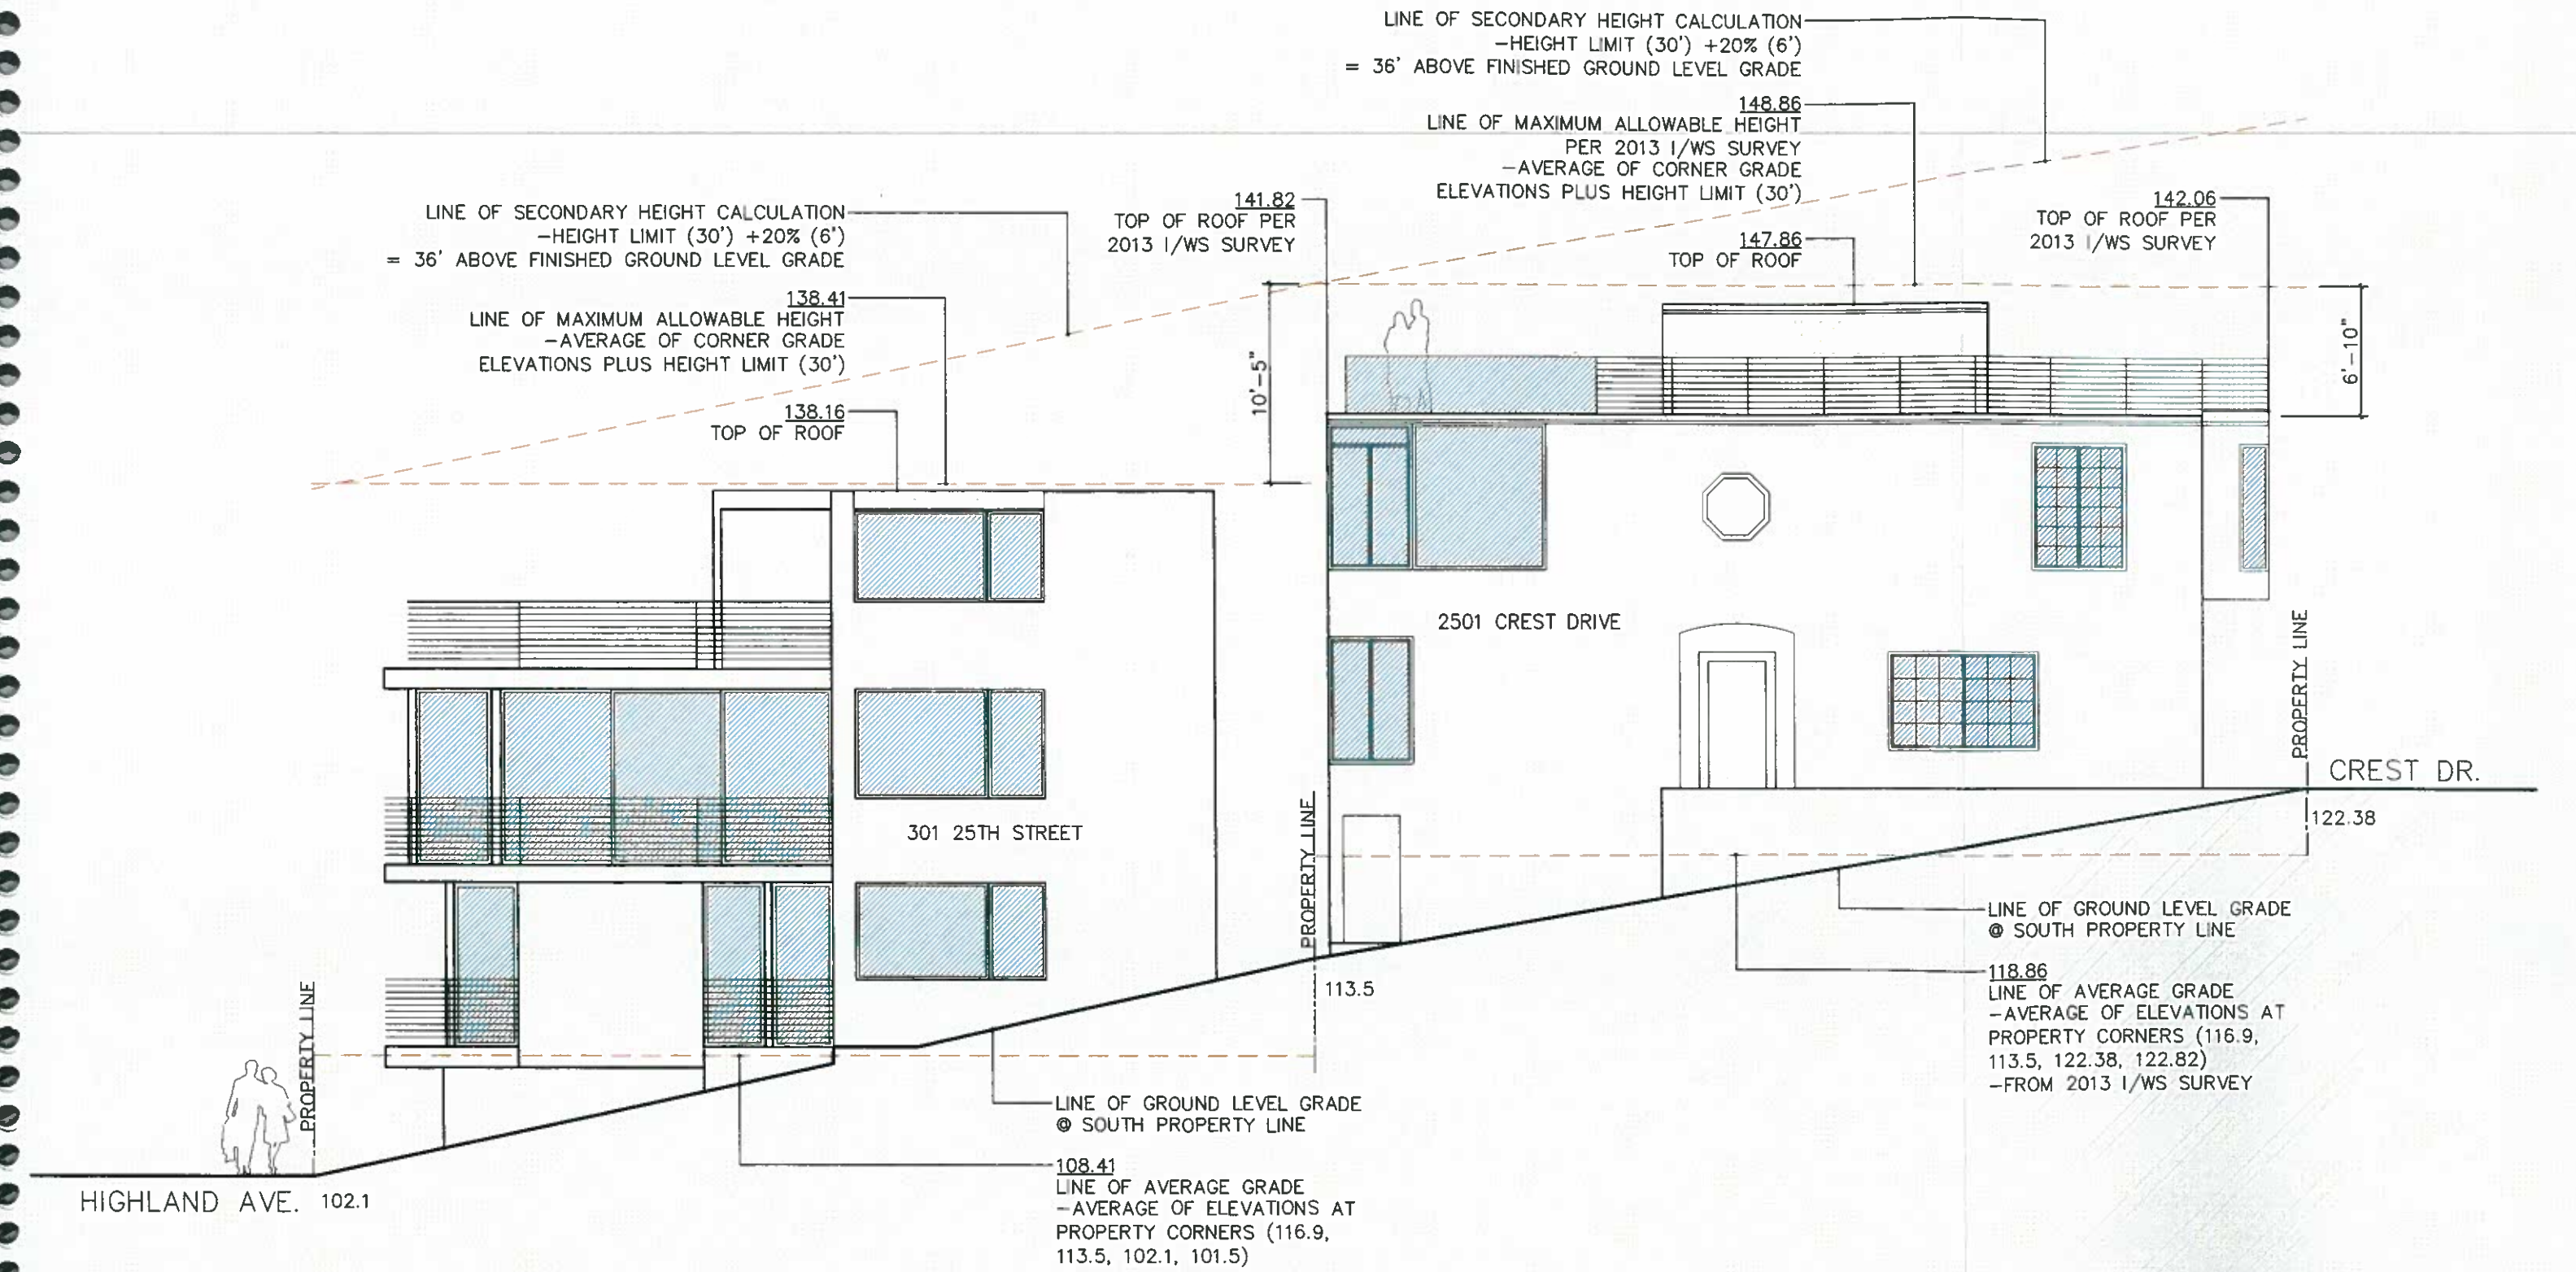 LINE OF SECONDARY HEIGHT CALCULATION
-HEIGHT LIMIT (30') +20% (6')
= 36' ABOVE FINISHED GROUND LEVEL GRADE
148.86
LINE OF MAXIMUM ALLOWABLE HEIGHT
PER 2013 I/WS SURVEY
-AVERAGE OF CORNER GRADE
ELEVATIONS PLUS HEIGHT LIMIT (30')
147.86
TOP OF ROOF
142.06
TOP OF ROOF PER
2013 I/WS SURVEY
141.82
TOP OF ROOF PER
2013 I/WS SURVEY
LINE OF SECONDARY HEIGHT CALCULATION
-HEIGHT LIMIT (30') +20% (6')
= 36' ABOVE FINISHED GROUND LEVEL GRADE
138.41
LINE OF MAXIMUM ALLOWABLE HEIGHT
-AVERAGE OF CORNER GRADE
ELEVATIONS PLUS HEIGHT LIMIT (30')
138.16
TOP OF ROOF
10'-5"
6'-10"
2501 CREST DRIVE
301 25TH STREET
PROPERTY LINE
PROPERTY LINE
PROPERTY LINE
CREST DR.
122.38
113.5
LINE OF GROUND LEVEL GRADE
@ SOUTH PROPERTY LINE
118.86
LINE OF AVERAGE GRADE
-AVERAGE OF ELEVATIONS AT
PROPERTY CORNERS (116.9,
113.5, 122.38, 122.82)
-FROM 2013 I/WS SURVEY
LINE OF GROUND LEVEL GRADE
@ SOUTH PROPERTY LINE
108.41
LINE OF AVERAGE GRADE
-AVERAGE OF ELEVATIONS AT
PROPERTY CORNERS (116.9,
113.5, 102.1, 101.5)
HIGHLAND AVE. 102.1